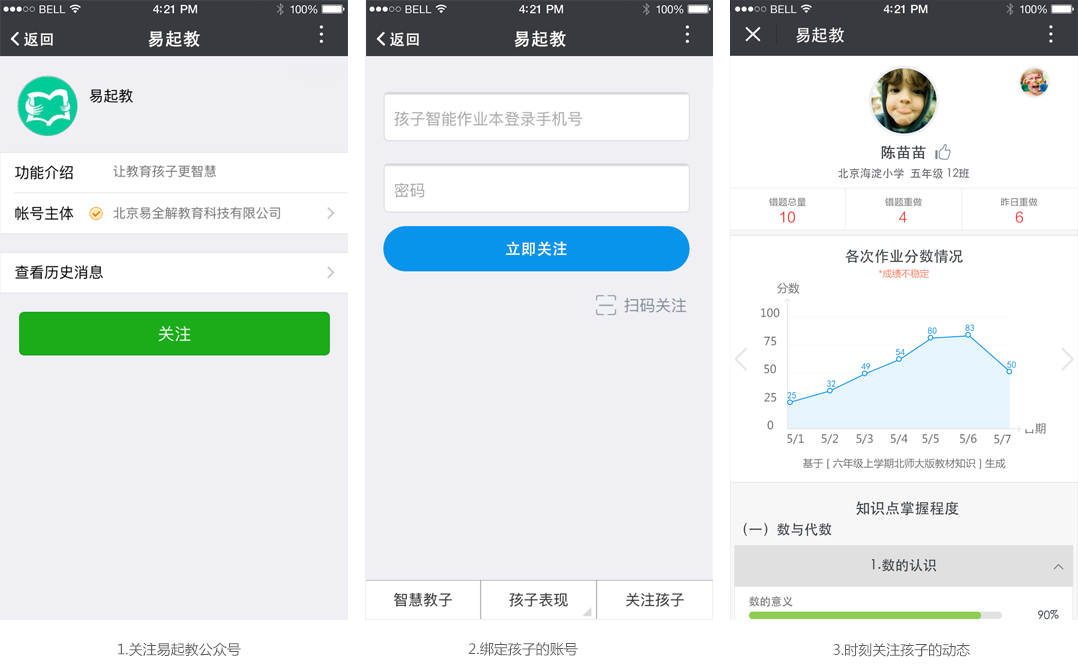 ●●●○○ BELL 4:21 PM 100%
返回 易起教
易起教
功能介绍 让教育孩子更智慧
帐号主体 北京易全解教育科技有限公司
查看历史消息
关注
1.关注易起教公众号
●●●○○ BELL 4:21 PM 100%
返回 易起教
孩子智能作业本登录手机号
密码
立即关注
扫码关注
智慧教子 孩子表现 关注孩子
2.绑定孩子的账号
●●●○○ BELL 4:21 PM 100%
易起教
陈苗苗
北京海淀小学 五年级 12班
错题总量 错题重做 昨日重做
10 4 6
各次作业分数情况
*成绩不稳定
分数
100
75
50
25
0
25 32 49 54 80 83 50
5/1 5/2 5/3 5/4 5/5 5/6 5/7 日期
基于 [ 六年级上学期北师大版教材知识 ] 生成
知识点掌握程度
(一) 数与代数
1.数的认识
数的意义
90%
3.时刻关注孩子的动态